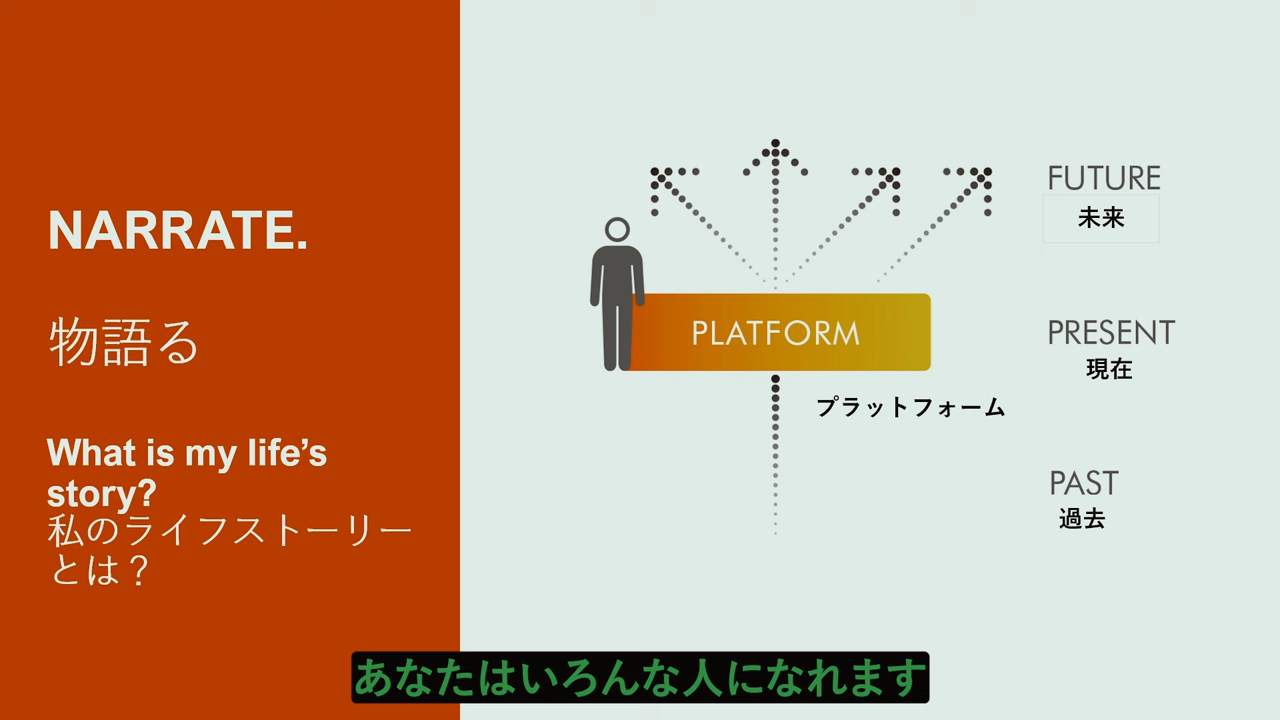 NARRATE.
物語る
What is my life’s
story?
私のライフストーリー
とは？
FUTURE
未来
PLATFORM
プラットフォーム
PRESENT
現在
PAST
過去
あなたはいろんな人になれます